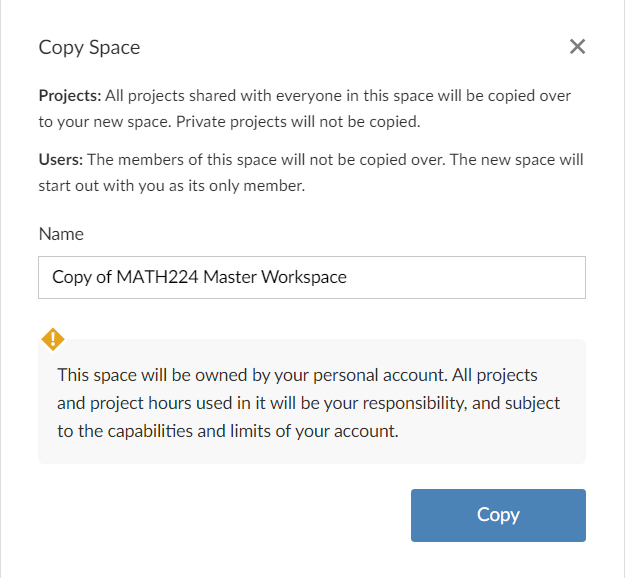 Copy Space
Projects: All projects shared with everyone in this space will be copied over
to your new space. Private projects will not be copied.
Users: The members of this space will not be copied over. The new space will
start out with you as its only member.
Name
Copy of MATH224 Master Workspace
This space will be owned by your personal account. All projects
and project hours used in it will be your responsibility, and subject
to the capabilities and limits of your account.
Copy